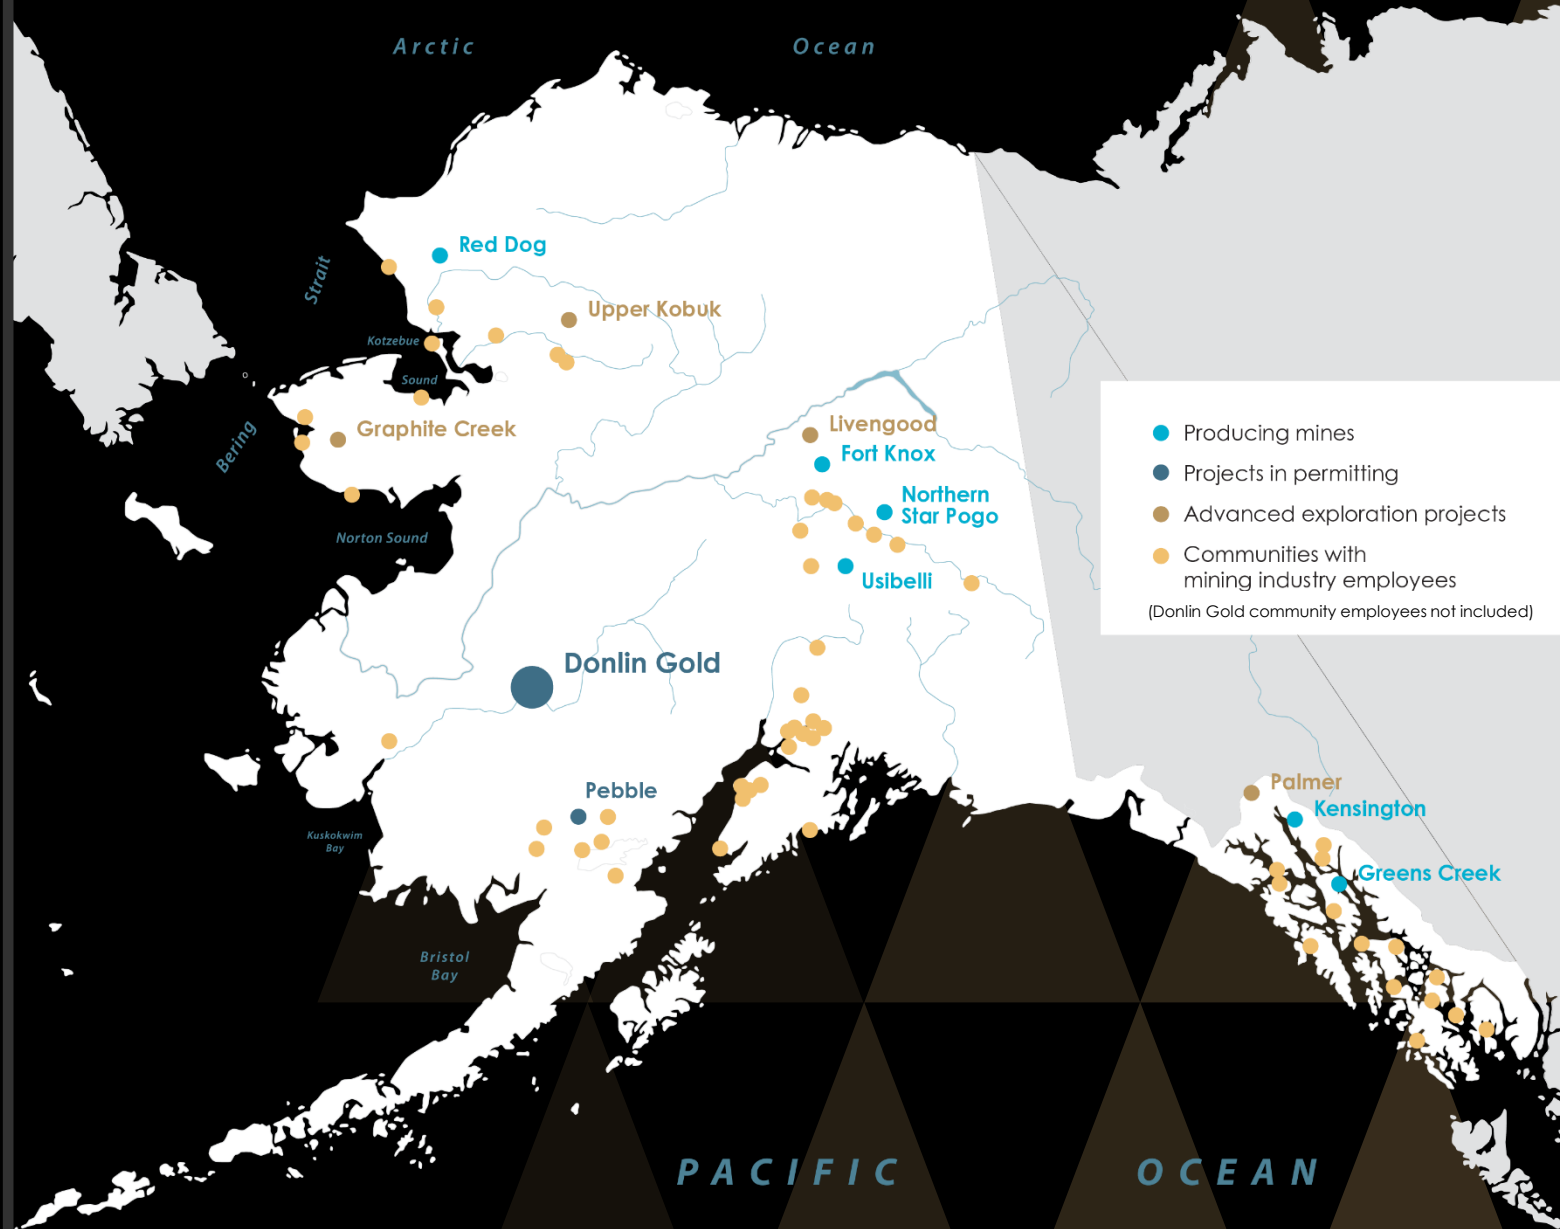 Arctic Ocean
Red Dog
Strait
Upper Kobuk
Kotzebue
Sound
Bering
Graphite Creek
Livengood
Fort Knox
Northern
Star Pogo
Usibelli
Norton Sound
Producing mines
Projects in permitting
Advanced exploration projects
Communities with
mining industry employees
(Donlin Gold community employees not included)
Donlin Gold
Pebble
Palmer
Kensington
Greens Creek
Kuskokwim
Bay
Bristol
Bay
PACIFIC OCEAN